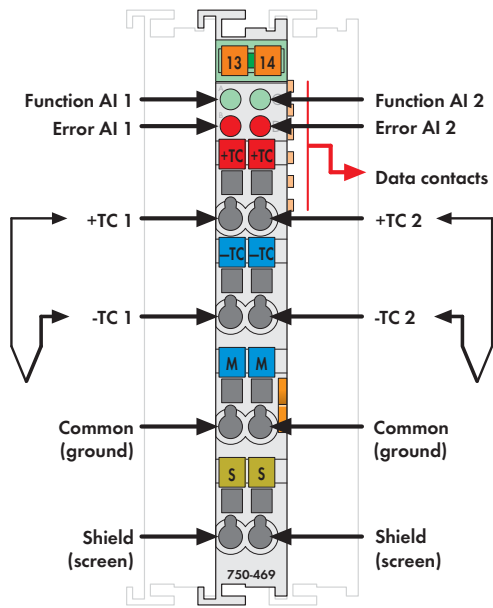 13 14
Function AI 1
Function AI 2
Error AI 1
Error AI 2
+TC +TC
Data contacts
+TC 1
+TC 2
–TC –TC
-TC 1
-TC 2
M M
Common
(ground)
Common
(ground)
S S
Shield
(screen)
Shield
(screen)
750-469